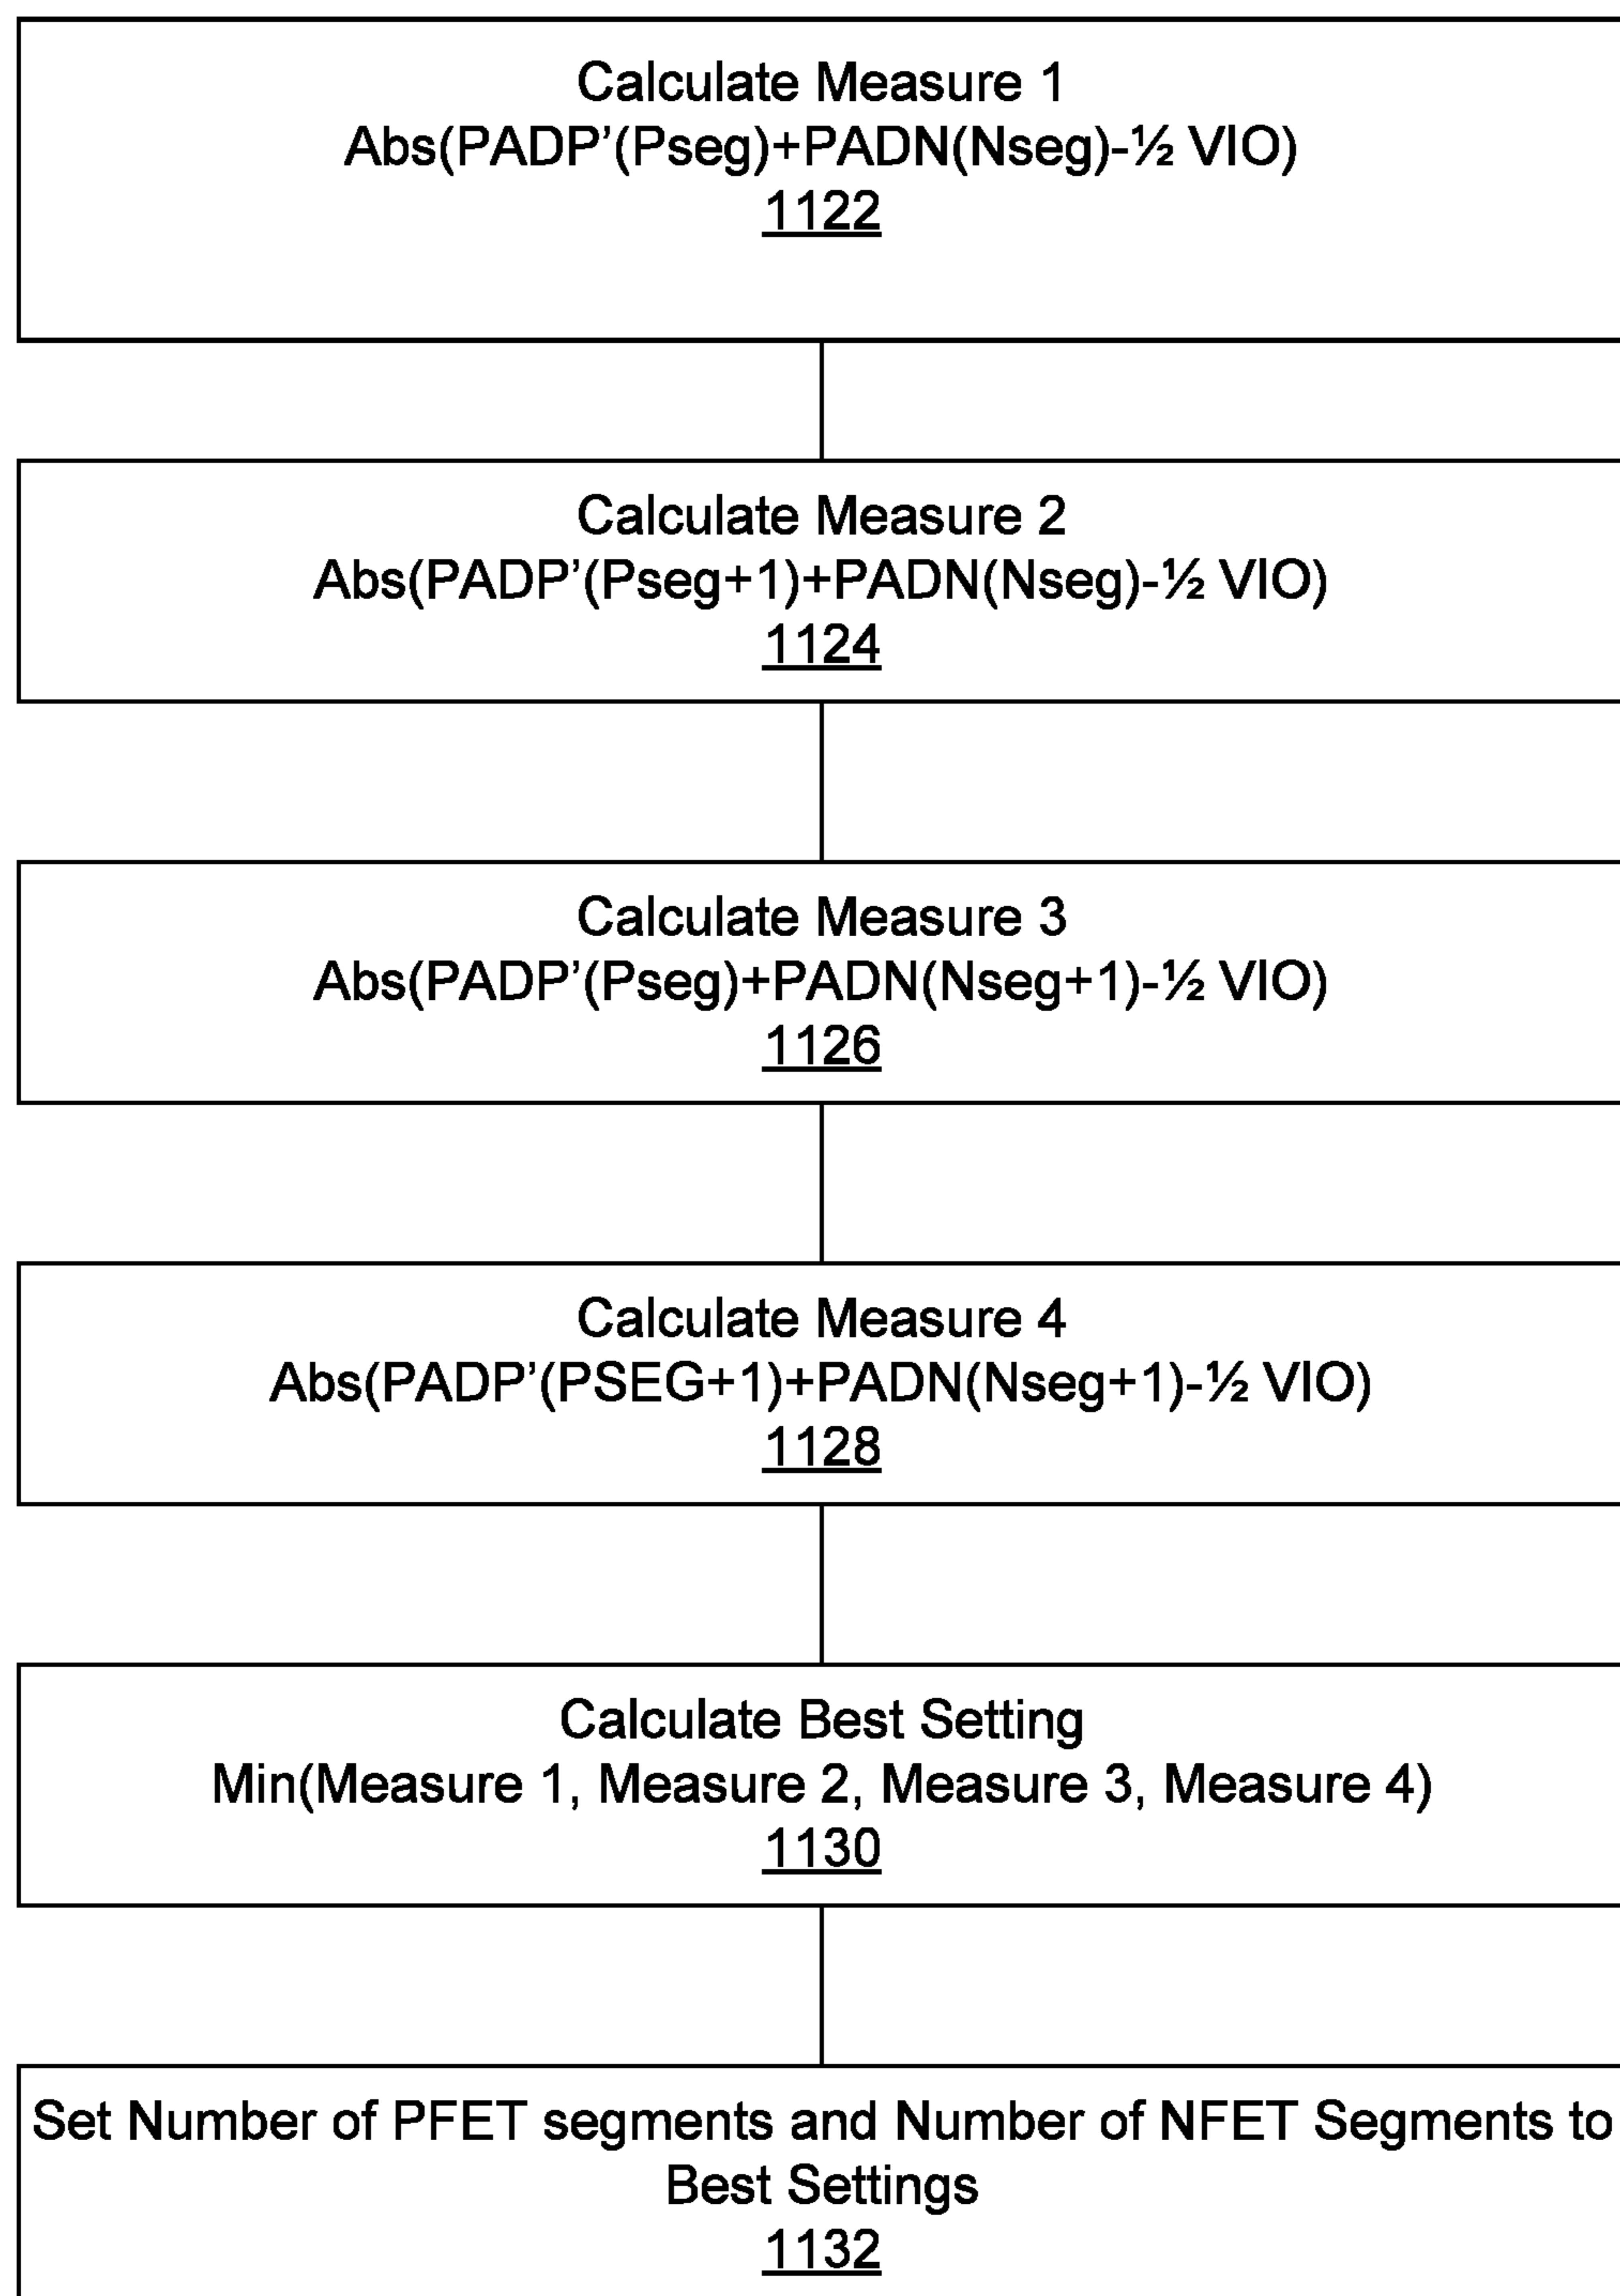 Calculate Measure 1
Abs(PADP’(Pseg)+PADN(Nseg)-½ VIO)
1122
Calculate Measure 2
Abs(PADP’(Pseg+1)+PADN(Nseg)-½ VIO)
1124
Calculate Measure 3
Abs(PADP’(Pseg)+PADN(Nseg+1)-½ VIO)
1126
Calculate Measure 4
Abs(PADP’(PSEG+1)+PADN(Nseg+1)-½ VIO)
1128
Calculate Best Setting
Min(Measure 1, Measure 2, Measure 3, Measure 4)
1130
Set Number of PFET segments and Number of NFET Segments to
Best Settings
1132